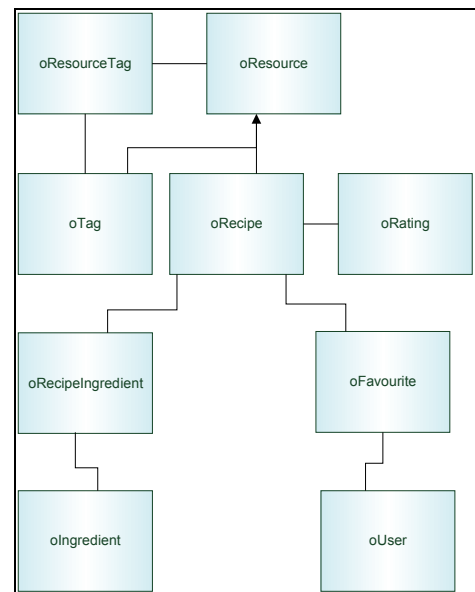 oResourceTag
oResource
oTag
oRecipe
oRating
oRecipeIngredient
oFavourite
oIngredient
oUser